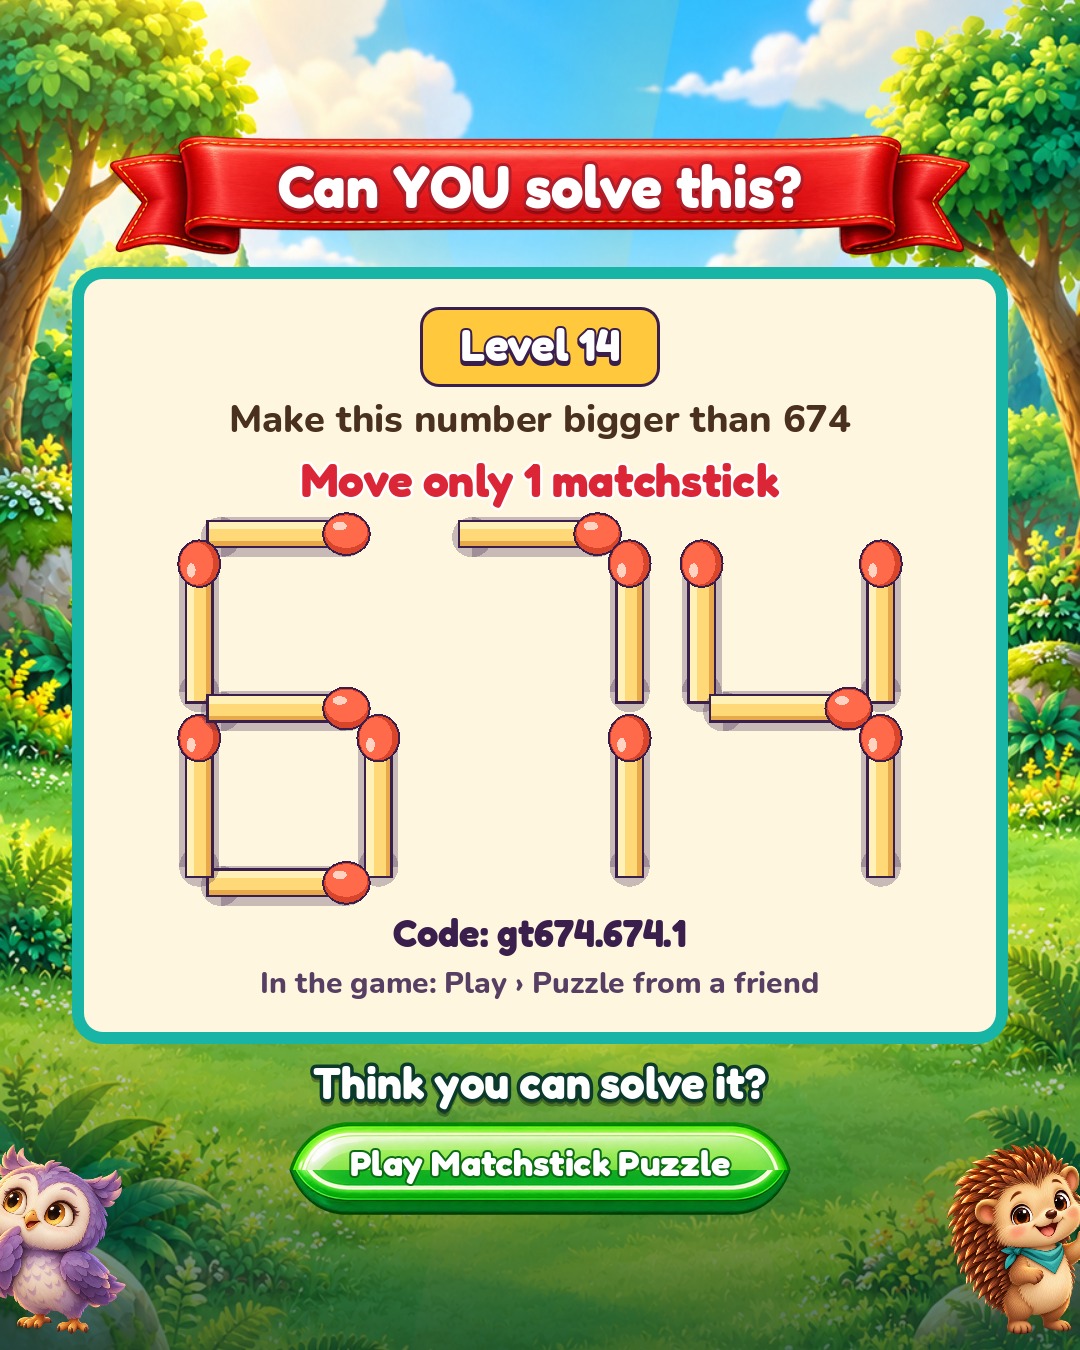 Can YOU solve this?
Level 14
Make this number bigger than 674
Move only 1 matchstick
674
Code: gt674.674.1
In the game: Play › Puzzle from a friend
Think you can solve it?
Play Matchstick Puzzle